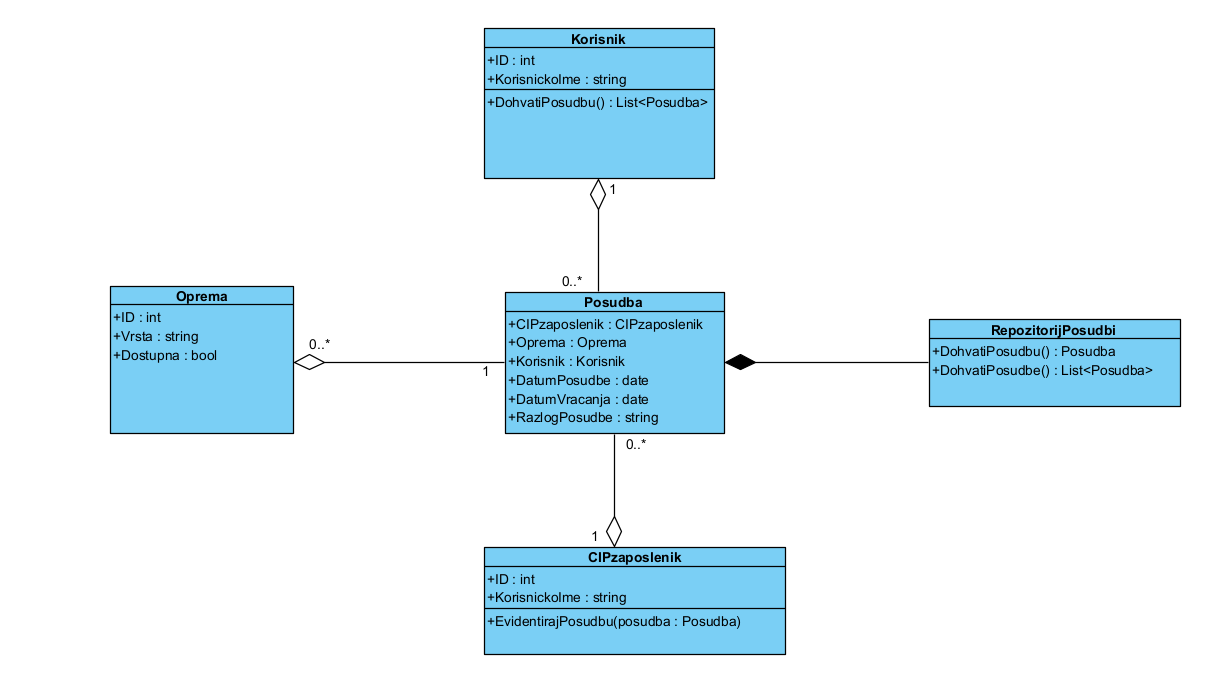 Korisnik
+ID : int
+KorisnickoIme : string
+DohvatiPosudbu() : List<Posudba>
1
0..*
Oprema
+ID : int
+Vrsta : string
+Dostupna : bool
0..*
1
Posudba
+CIPzaposlenik : CIPzaposlenik
+Oprema : Oprema
+Korisnik : Korisnik
+DatumPosudbe : date
+DatumVracanja : date
+RazlogPosudbe : string
RepozitorijPosudbi
+DohvatiPosudbu() : Posudba
+DohvatiPosudbe() : List<Posudba>
0..*
1
CIPzaposlenik
+ID : int
+KorisnickoIme : string
+EvidentirajPosudbu(posudba : Posudba)